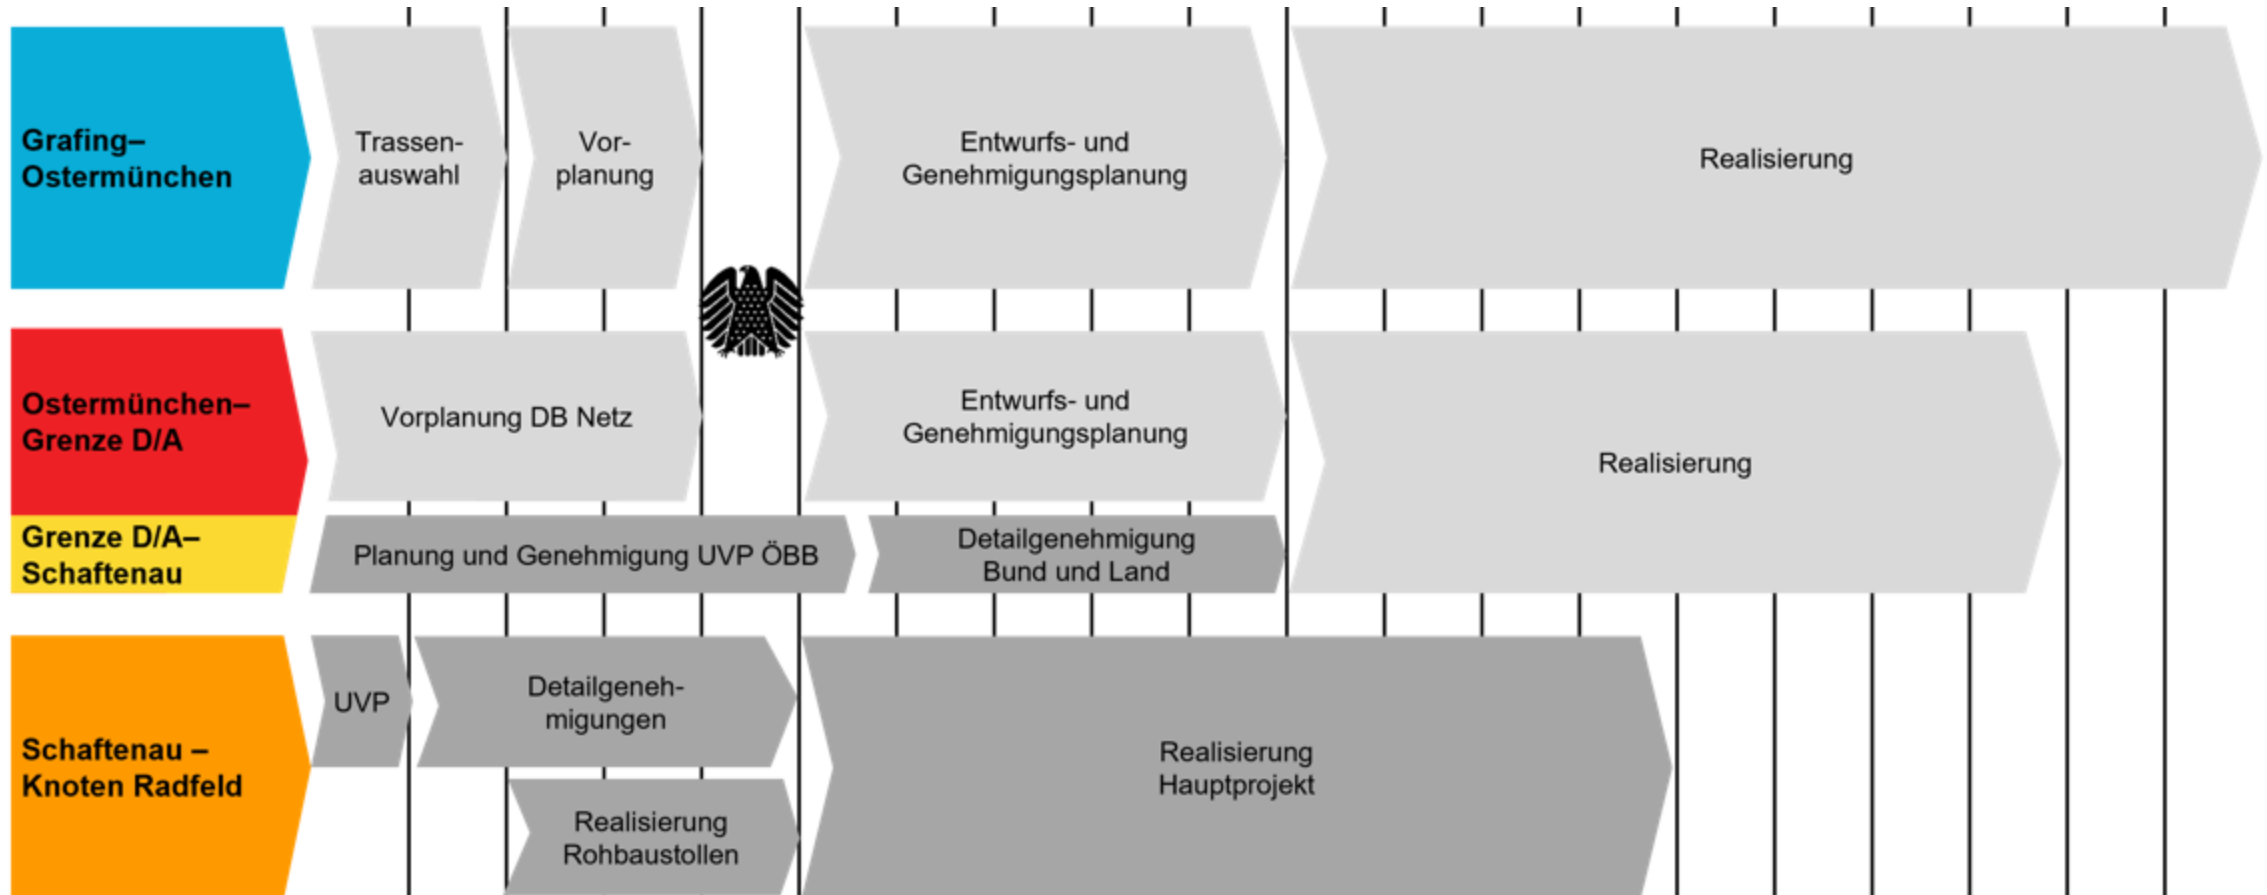 Grafing–
Ostermünchen
Trassen-
auswahl
Vor-
planung
Entwurfs- und
Genehmigungsplanung
Realisierung
Ostermünchen–
Grenze D/A
Vorplanung DB Netz
Entwurfs- und
Genehmigungsplanung
Realisierung
Grenze D/A–
Schaftenau
Planung und Genehmigung UVP ÖBB
Detailgenehmigung
Bund und Land
Schaftenau –
Knoten Radfeld
UVP
Detailgeneh-
migungen
Realisierung
Rohbaustollen
Realisierung
Hauptprojekt